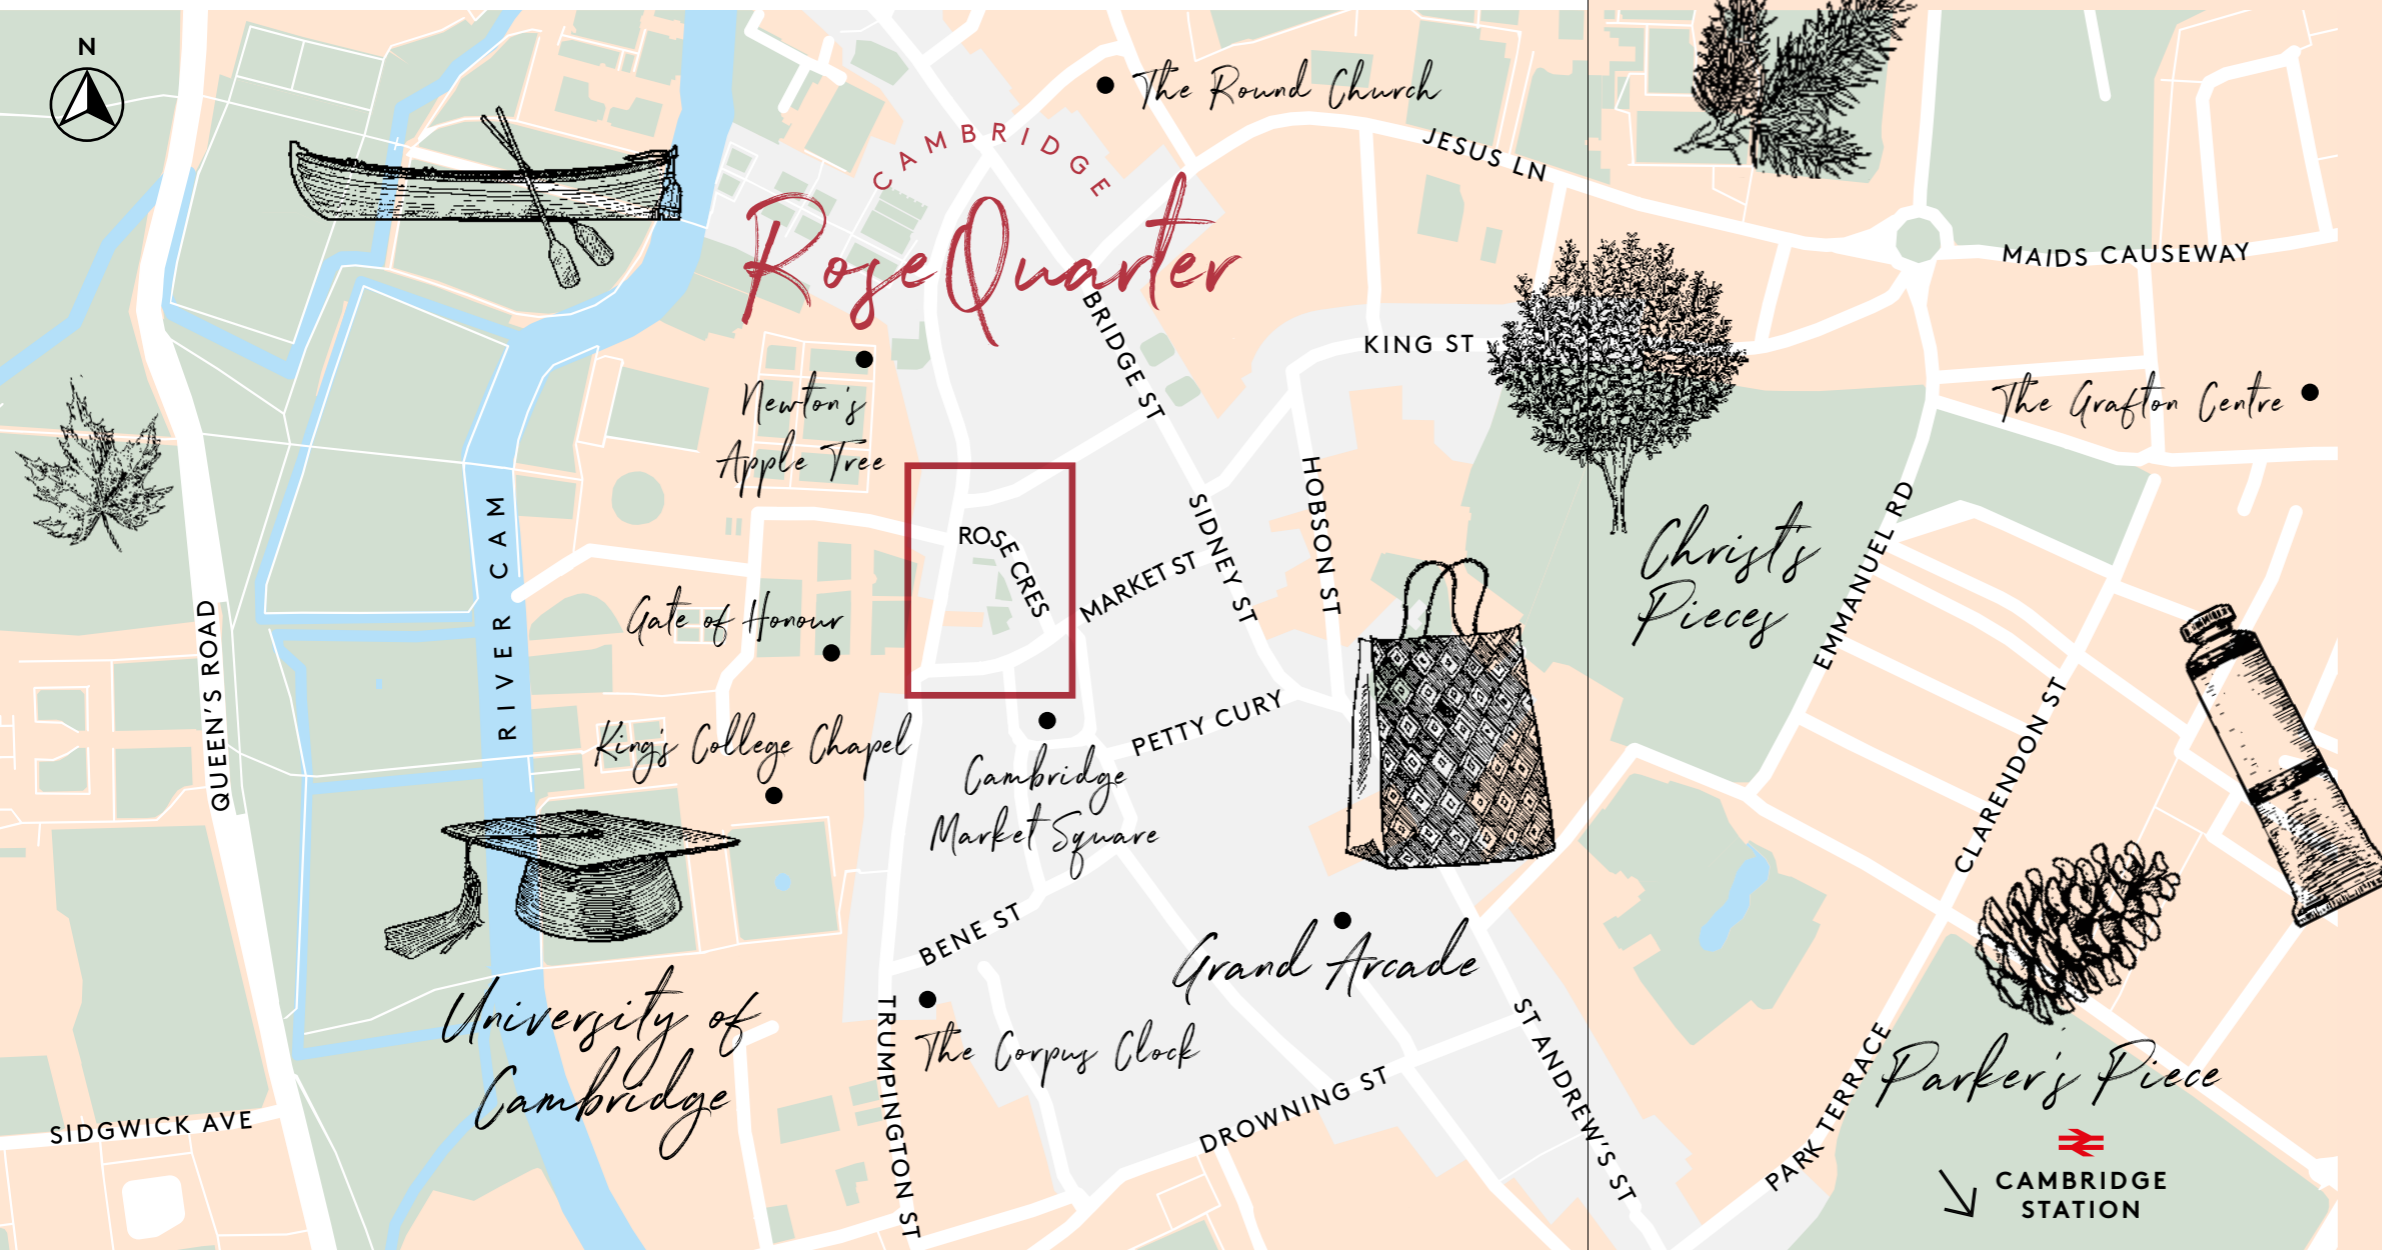 N
The Round Church
JESUS LN
CAMBRIDGE
Rose Quarter
MAIDS CAUSEWAY
BRIDGE ST
KING ST
Newton's
Apple Tree
The Grafton Centre
ROSE CRES
MARKET ST
SIDNEY ST
HOBSON ST
Christ's
Pieces
EMMANUEL RD
RIVER CAM
QUEEN'S ROAD
Gate of Honour
King's College Chapel
PETTY CURY
Cambridge
Market Square
CLARENDON ST
BENE ST
Grand Arcade
University of
Cambridge
The Corpus Clock
TRUMPINGTON ST
DROWNING ST
ST ANDREW'S ST
PARK TERRACE
Parker's Piece
SIDGWICK AVE
CAMBRIDGE
STATION